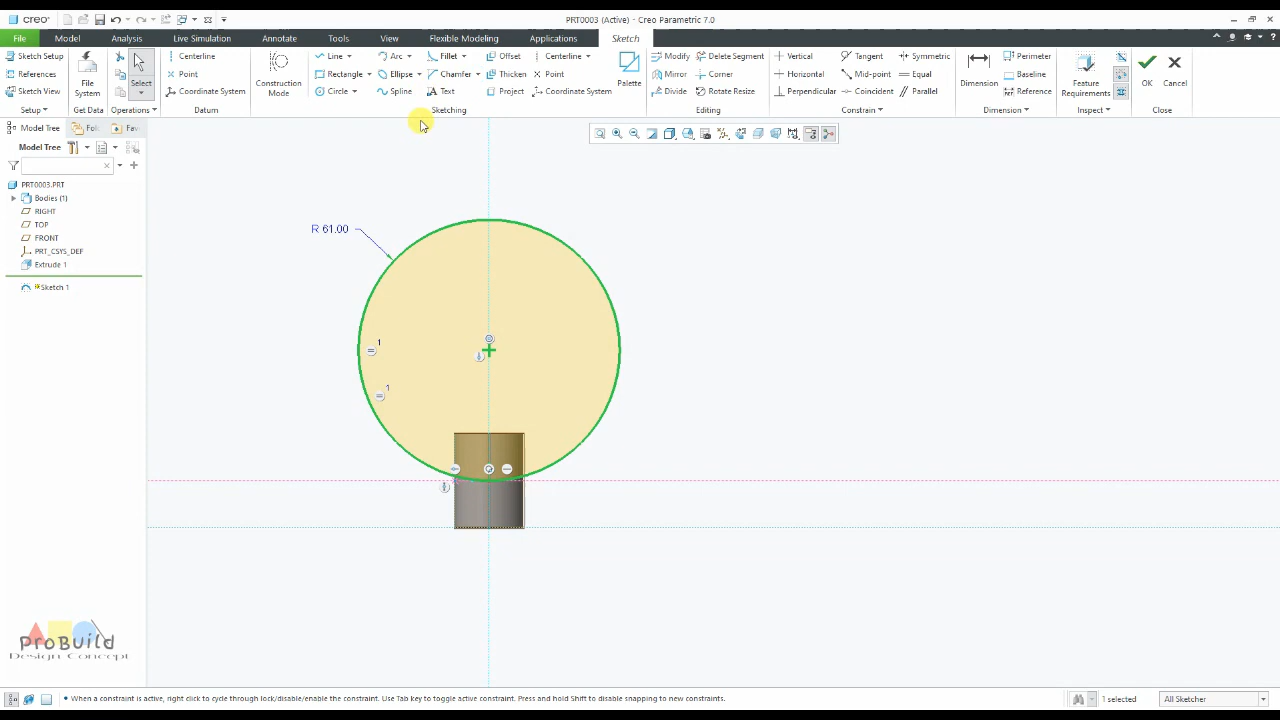 creo
PRT0003 (Active) - Creo Parametric 7.0
File Model Analysis Live Simulation Annotate Tools View Flexible Modeling Applications Sketch
Sketch Setup
References
Sketch View
Setup
File System
Get Data
Select
Operations
Centerline
Point
Coordinate System
Datum
Construction Mode
Line Arc Fillet Offset Centerline
Rectangle Ellipse Chamfer Thicken Point
Circle Spline Text Project Coordinate System
Palette
Sketching
Modify Delete Segment
Mirror Corner
Divide Rotate Resize
Editing
Vertical Tangent Symmetric
Horizontal Mid-point Equal
Perpendicular Coincident Parallel
Constrain
Dimension
Perimeter
Baseline
Reference
Dimension
Feature Requirements
Inspect
OK
Cancel
Close
Model Tree Fol Fav
Model Tree
PRT0003.PRT
Bodies (1)
RIGHT
TOP
FRONT
PRT_CSYS_DEF
Extrude 1
Sketch 1
R 61.00
1
1
ProBuild
Design Concept
When a constraint is active, right click to cycle through lock/disable/enable the constraint. Use Tab key to toggle active constraint. Press and hold Shift to disable snapping to new constraints.
1 selected
All Sketcher